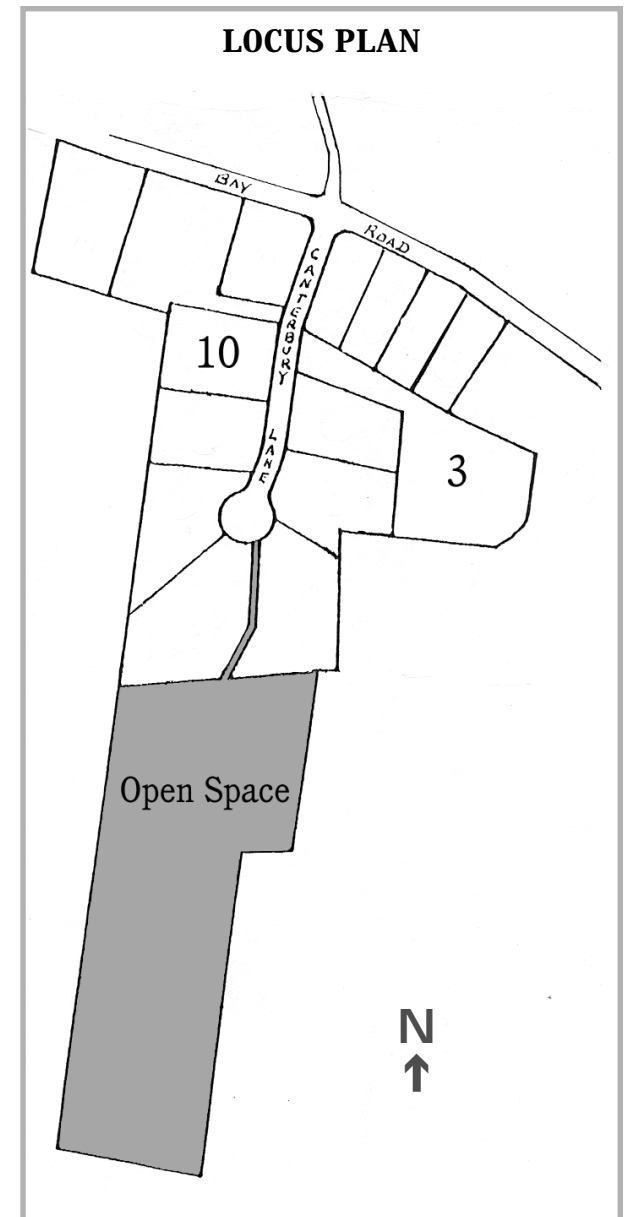 LOCUS PLAN
BAY ROAD
CANTERBURY LANE
10
3
Open Space
N